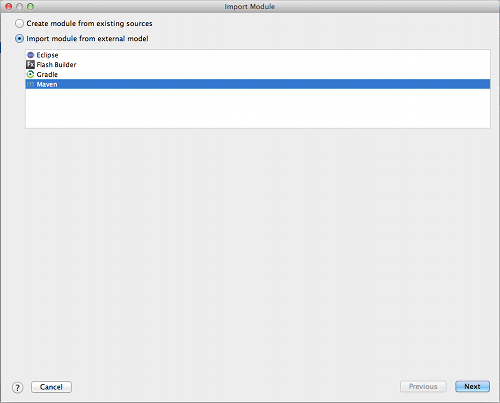 Import Module
Create module from existing sources
Import module from external model
Eclipse
Fx Flash Builder
Gradle
m Maven
? Cancel Previous Next